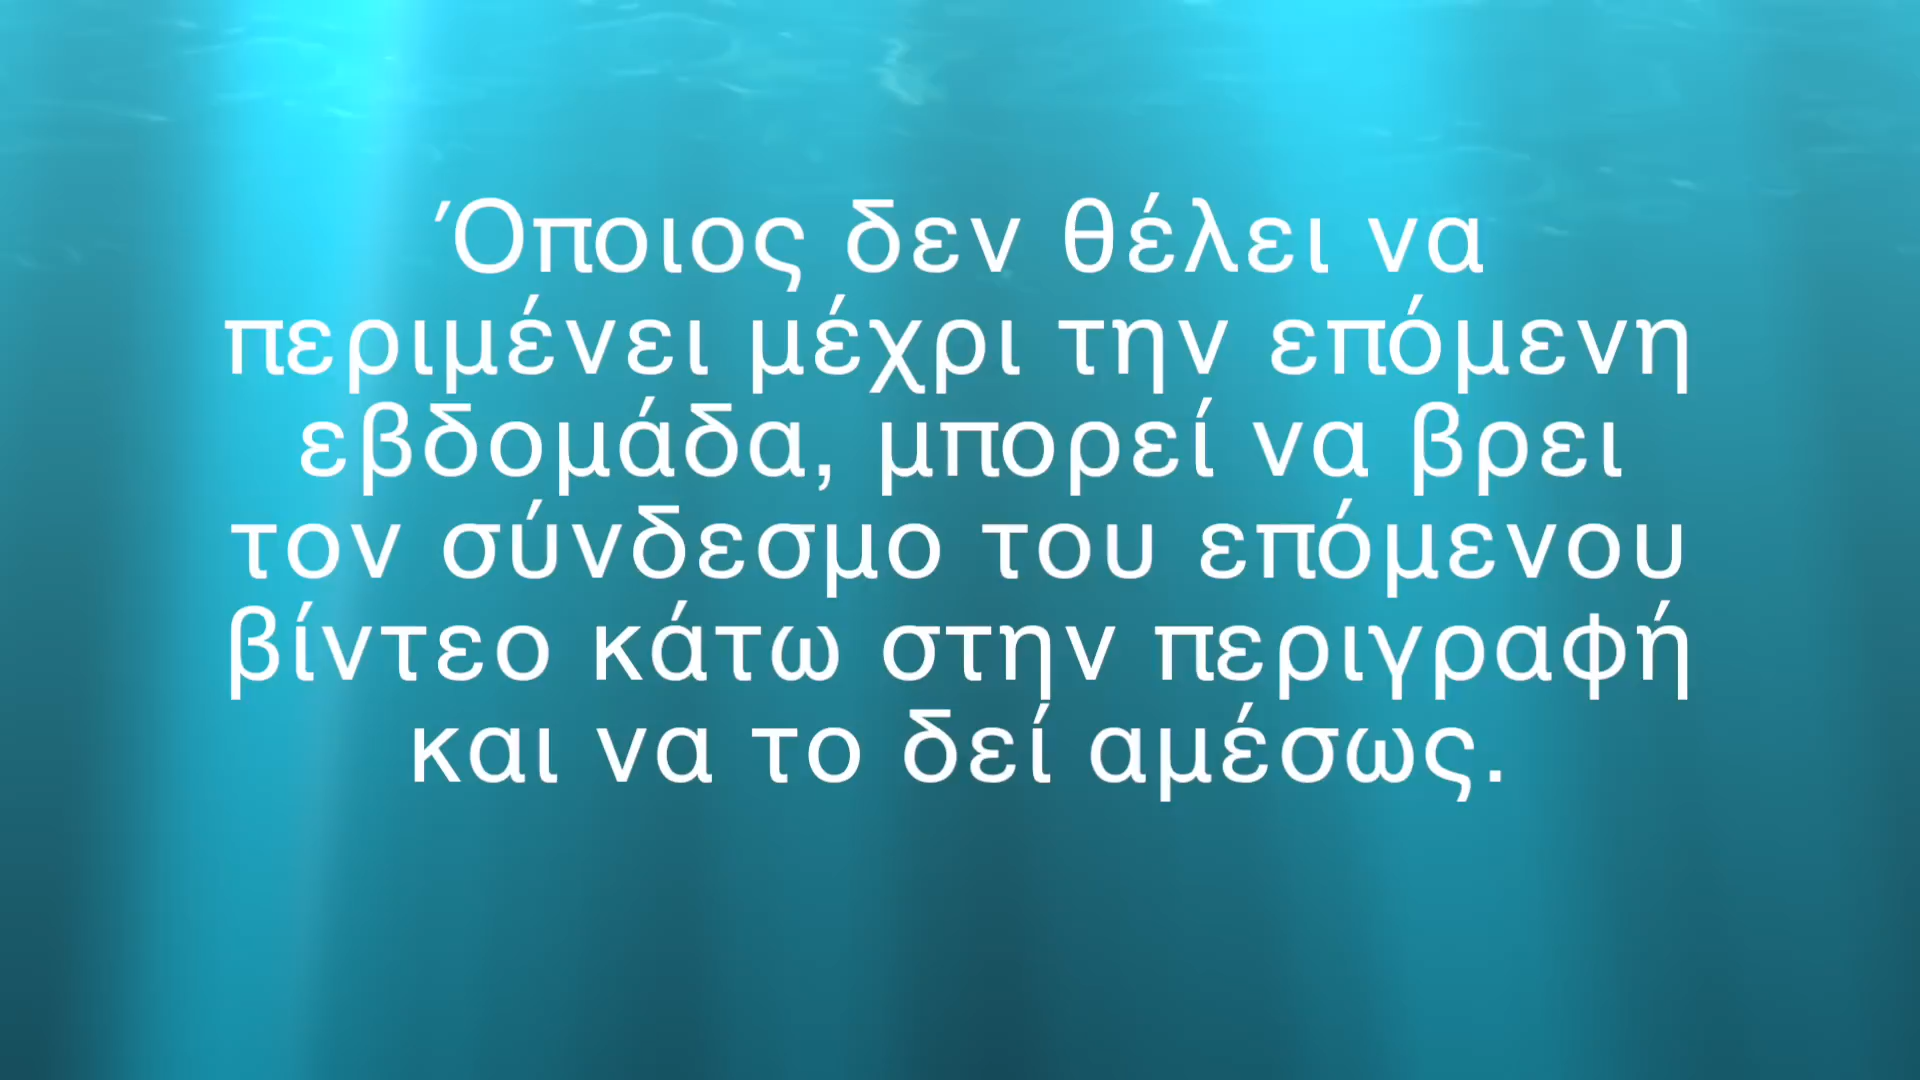 Όποιος δεν θέλει να
περιμένει μέχρι την επόμενη
εβδομάδα, μπορεί να βρει
τον σύνδεσμο του επόμενου
βίντεο κάτω στην περιγραφή
και να το δεί αμέσως.